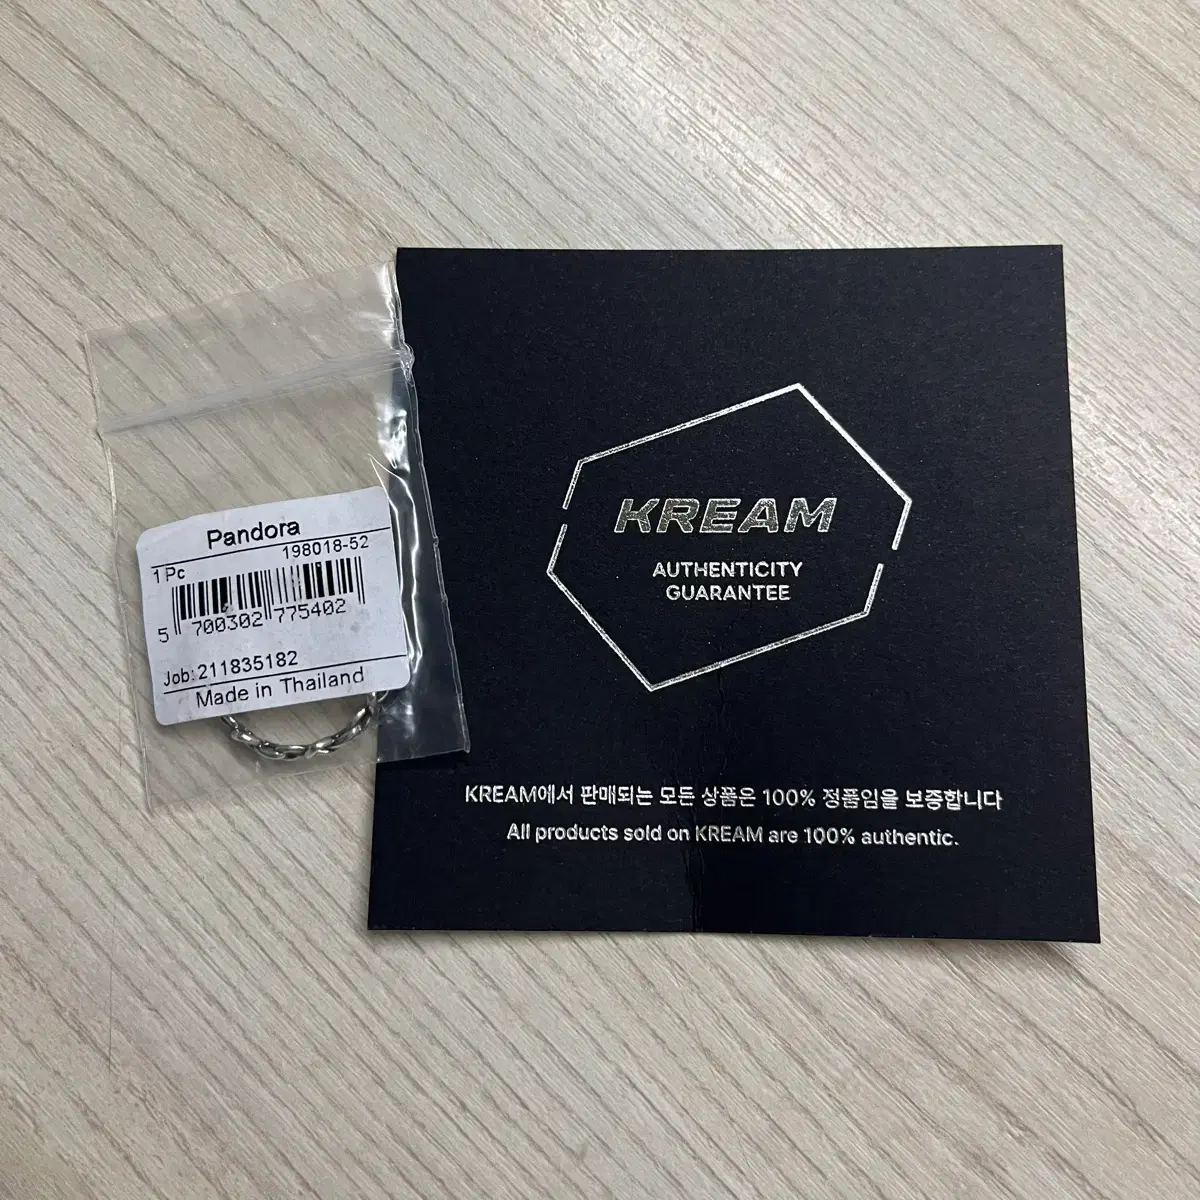 Pandora
198018-52
1 Pc
5 700302 775402
Job:211835182
Made in Thailand
KREAM
AUTHENTICITY
GUARANTEE
KREAM에서 판매되는 모든 상품은 100% 정품임을 보증합니다
All products sold on KREAM are 100% authentic.